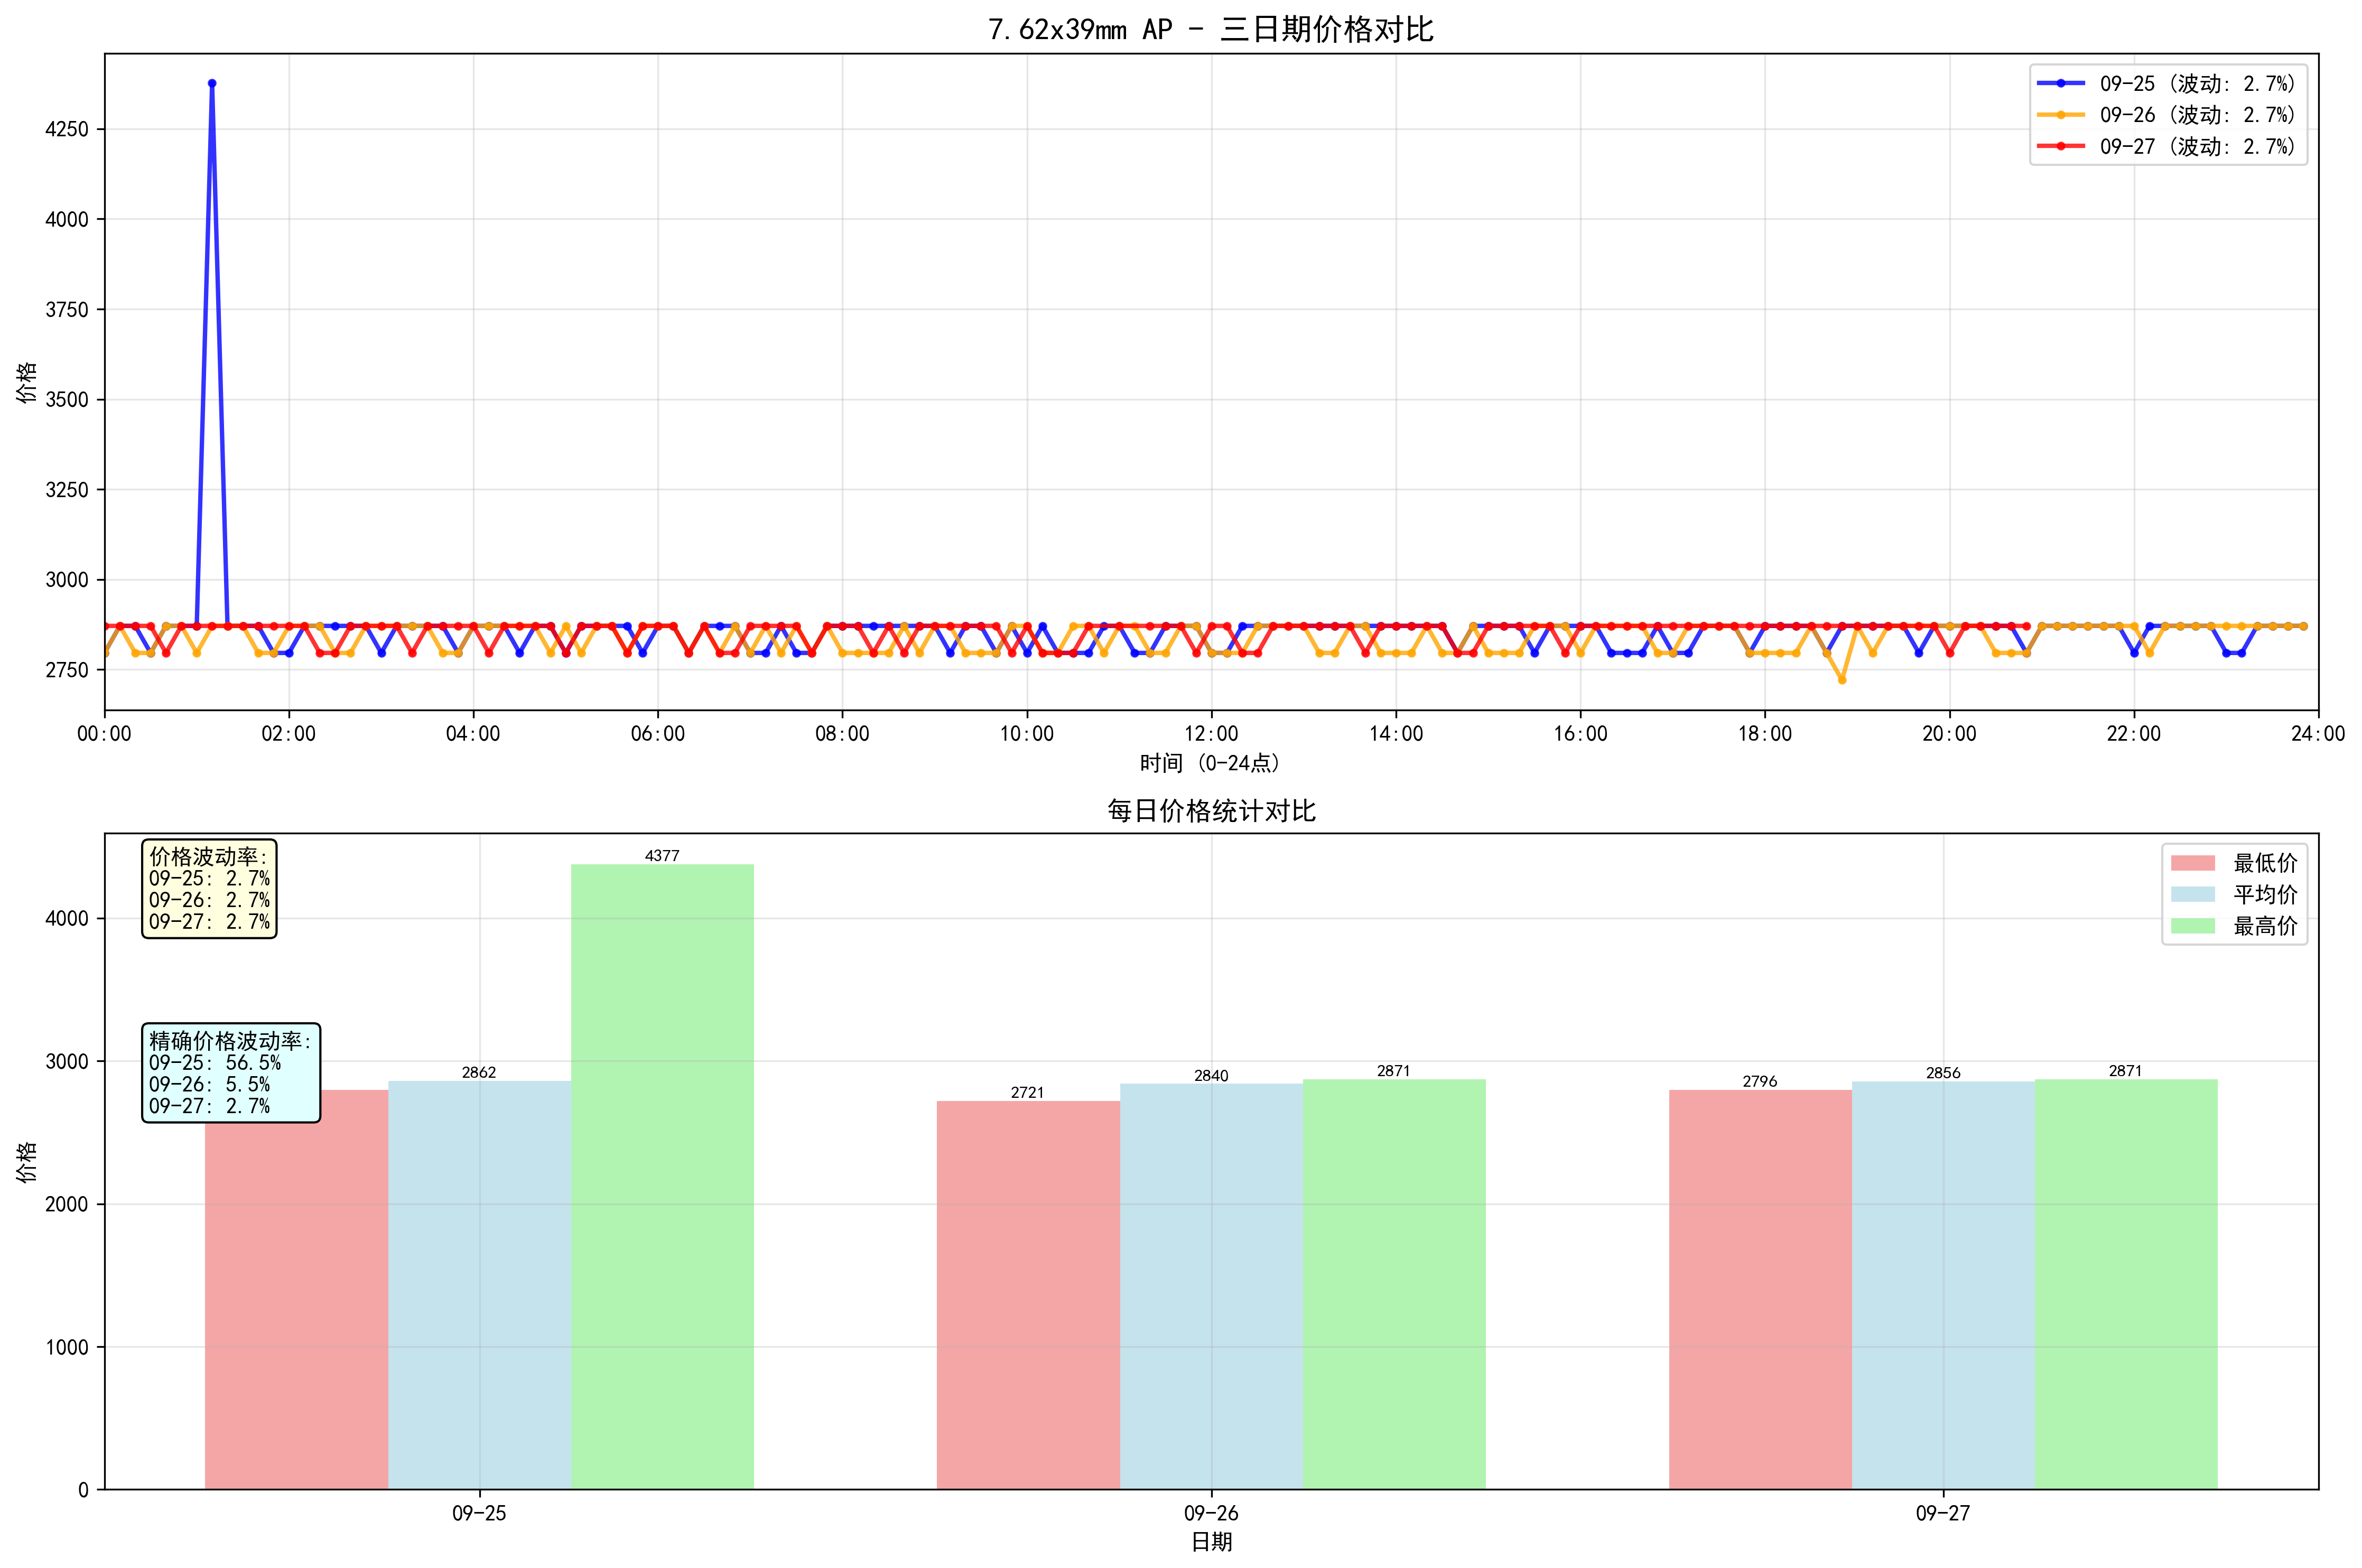 7.62x39mm AP - 三日期价格对比
09-25 (波动: 2.7%)
09-26 (波动: 2.7%)
09-27 (波动: 2.7%)
价格
4250
4000
3750
3500
3250
3000
2750
00:00 02:00 04:00 06:00 08:00 10:00 12:00 14:00 16:00 18:00 20:00 22:00 24:00
时间 (0-24点)
每日价格统计对比
价格波动率:
09-25: 2.7%
09-26: 2.7%
09-27: 2.7%
精确价格波动率:
09-25: 56.5%
09-26: 5.5%
09-27: 2.7%
最低价
平均价
最高价
价格
4000
3000
2000
1000
0
2862 4377
2721 2840 2871
2796 2856 2871
09-25 09-26 09-27
日期